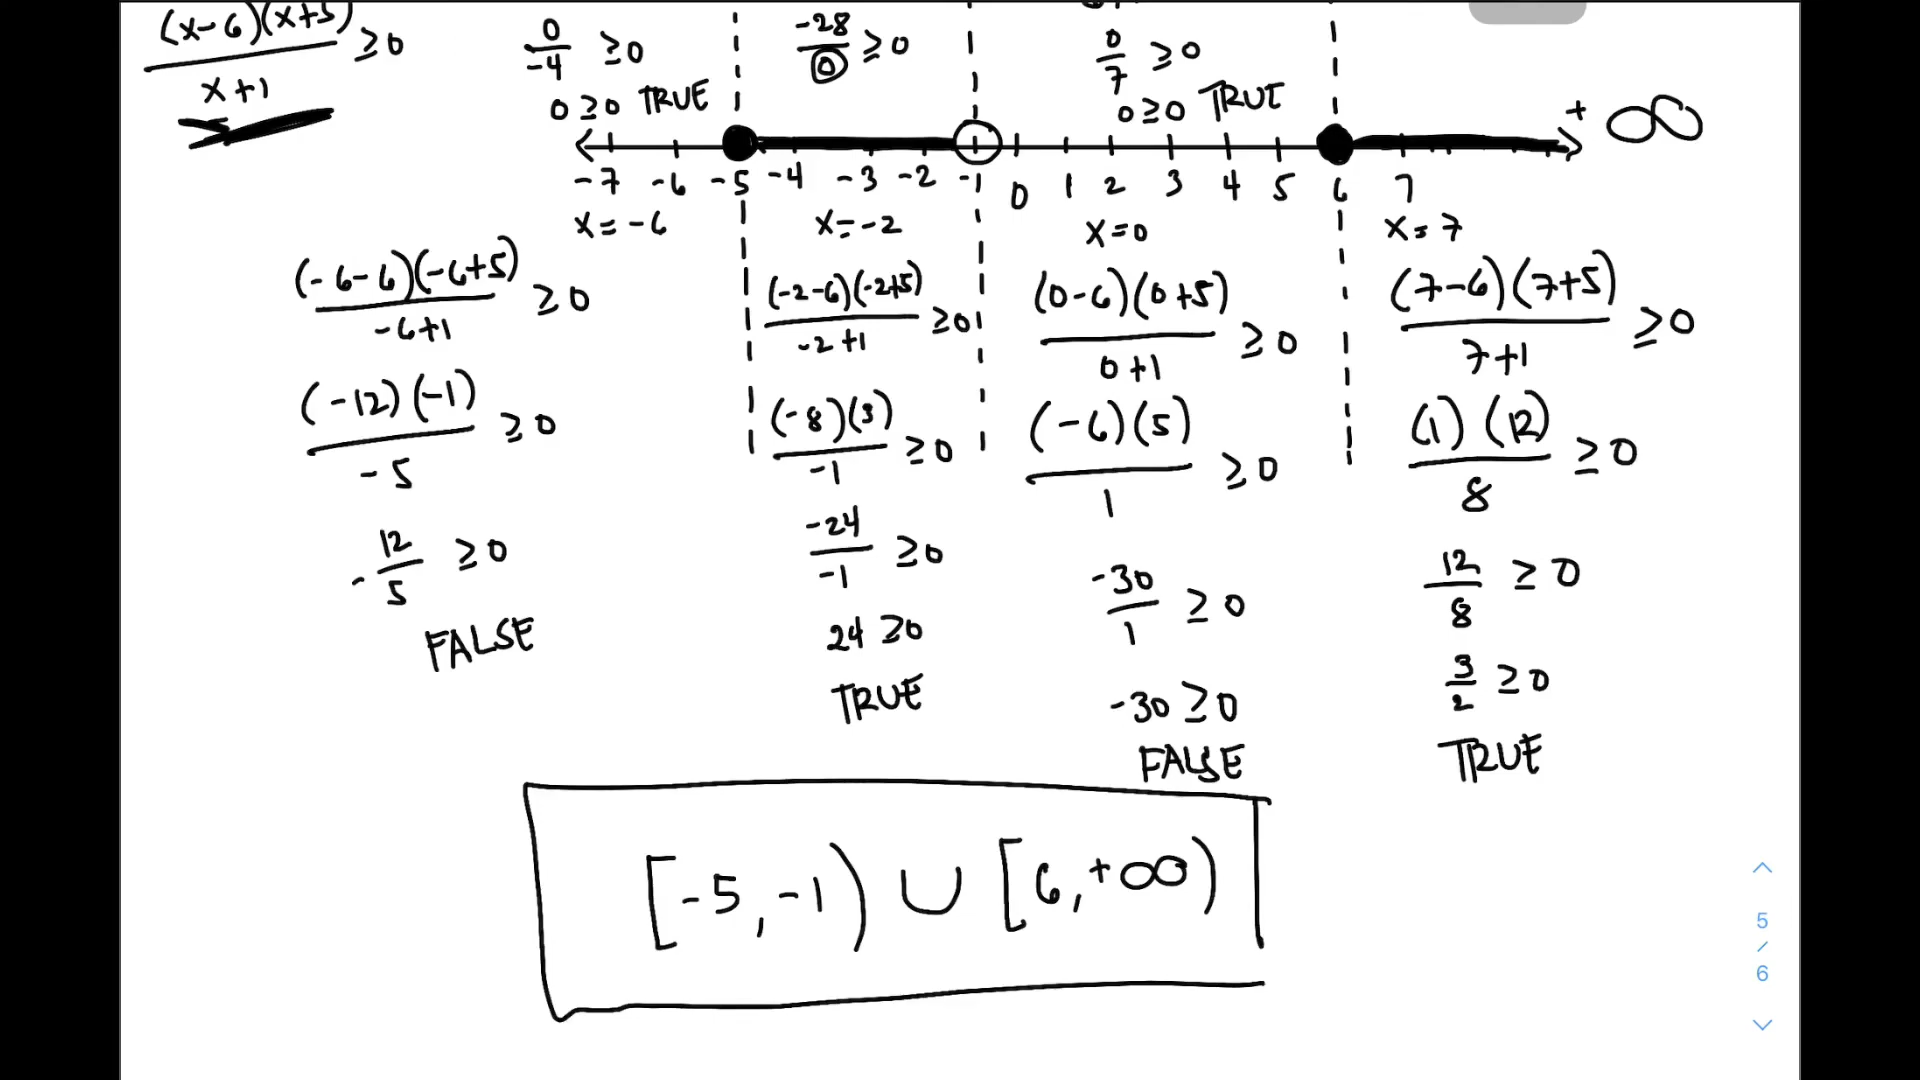 (x-6)(x+5)/x+1 ≥0
0/-4 ≥0
0≥0 TRUE
-28/0 ≥0
0/7 ≥0
0≥0 TRUE
+∞
-7 -6 -5 -4 -3 -2 -1 0 1 2 3 4 5 6 7
x=-6
(-6-6)(-6+5)/-6+1 ≥0
(-12)(-1)/-5 ≥0
-12/5 ≥0
FALSE
x=-2
(-2-6)(-2+5)/-2+1 ≥0
(-8)(3)/-1 ≥0
-24/-1 ≥0
24≥0
TRUE
x=0
(0-6)(0+5)/0+1 ≥0
(-6)(5)/1 ≥0
-30/1 ≥0
-30≥0
FALSE
x=7
(7-6)(7+5)/7+1 ≥0
(1)(12)/8 ≥0
12/8 ≥0
3/2 ≥0
TRUE
[-5,-1) ∪ [6,+∞)
5
/
6